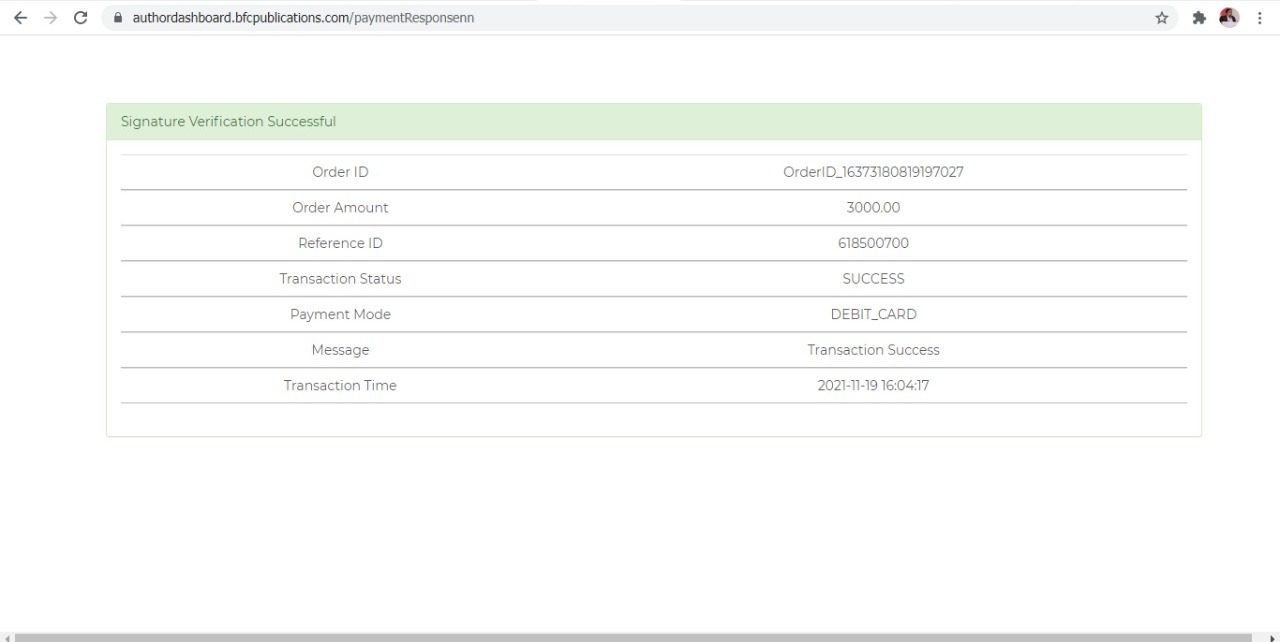 authordashboard.bfcpublications.com/paymentResponsenn
Signature Verification Successful
Order ID OrderID_16373180819197027
Order Amount 3000.00
Reference ID 618500700
Transaction Status SUCCESS
Payment Mode DEBIT_CARD
Message Transaction Success
Transaction Time 2021-11-19 16:04:17